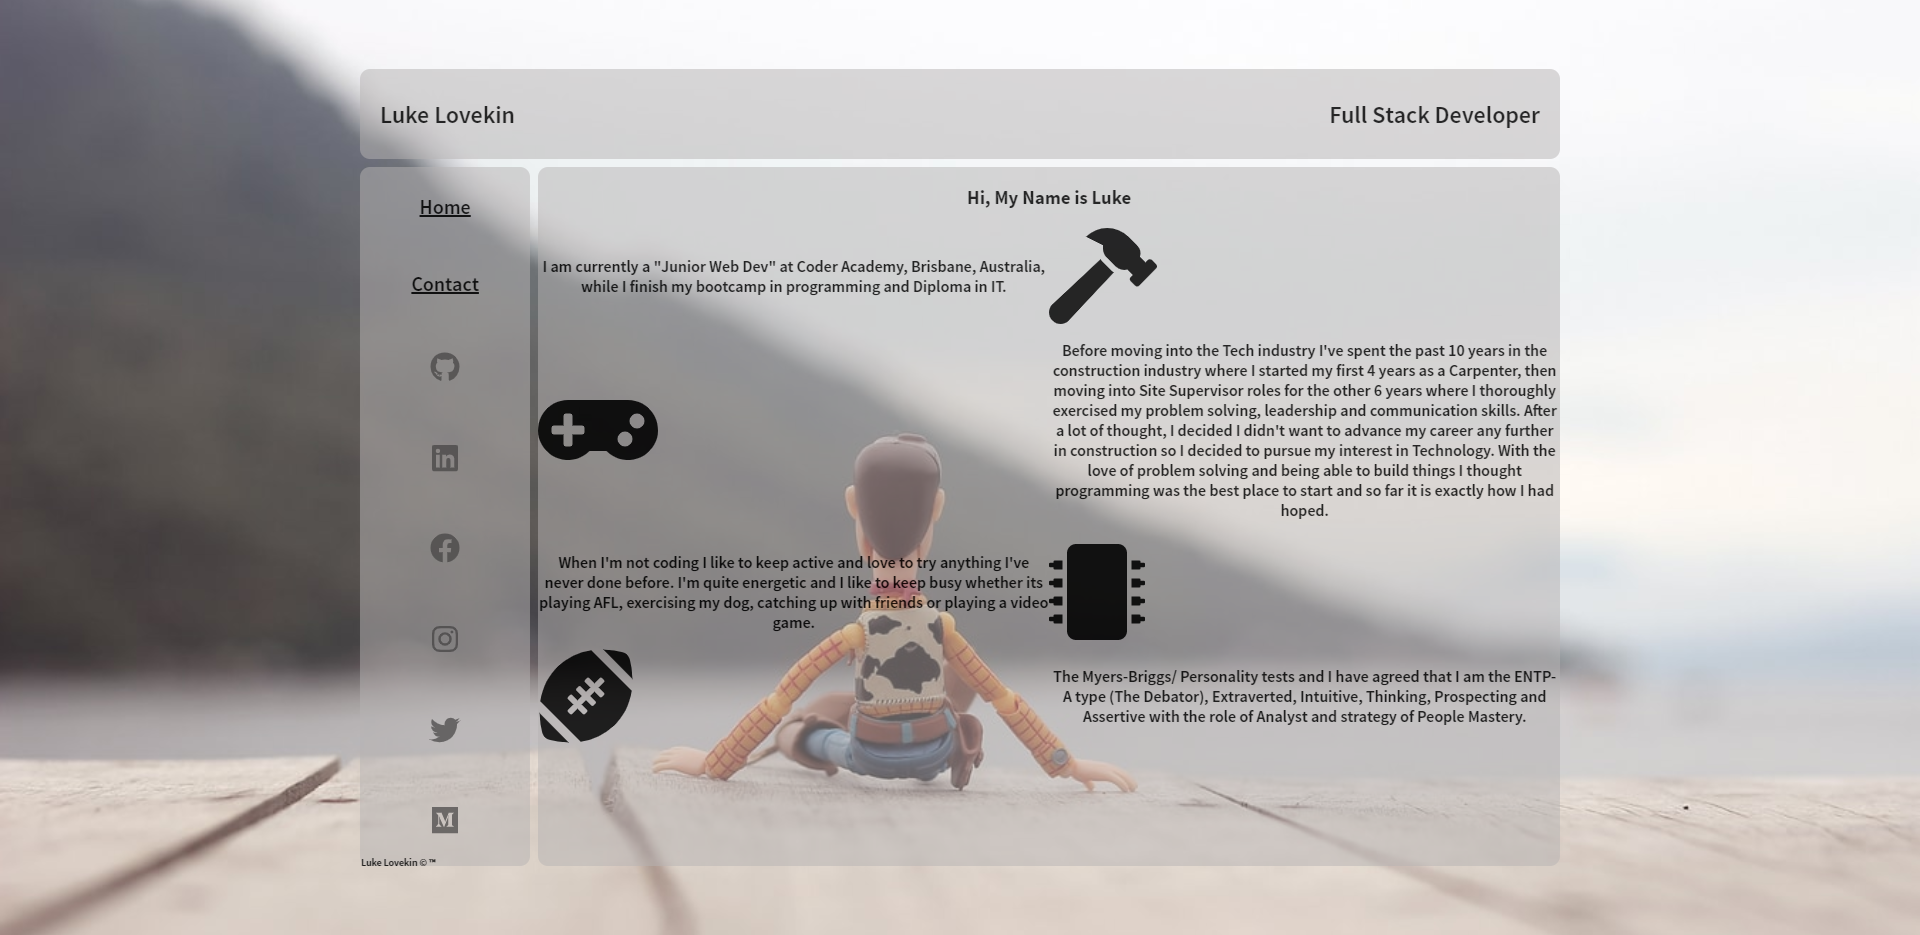 Luke Lovekin
Full Stack Developer
Home
Contact
Luke Lovekin © ™
Hi, My Name is Luke
I am currently a "Junior Web Dev" at Coder Academy, Brisbane, Australia,
while I finish my bootcamp in programming and Diploma in IT.
Before moving into the Tech industry I've spent the past 10 years in the
construction industry where I started my first 4 years as a Carpenter, then
moving into Site Supervisor roles for the other 6 years where I thoroughly
exercised my problem solving, leadership and communication skills. After
a lot of thought, I decided I didn't want to advance my career any further
in construction so I decided to pursue my interest in Technology. With the
love of problem solving and being able to build things I thought
programming was the best place to start and so far it is exactly how I had
hoped.
When I'm not coding I like to keep active and love to try anything I've
never done before. I'm quite energetic and I like to keep busy whether its
playing AFL, exercising my dog, catching up with friends or playing a video
game.
The Myers-Briggs/ Personality tests and I have agreed that I am the ENTP-
A type (The Debator), Extraverted, Intuitive, Thinking, Prospecting and
Assertive with the role of Analyst and strategy of People Mastery.